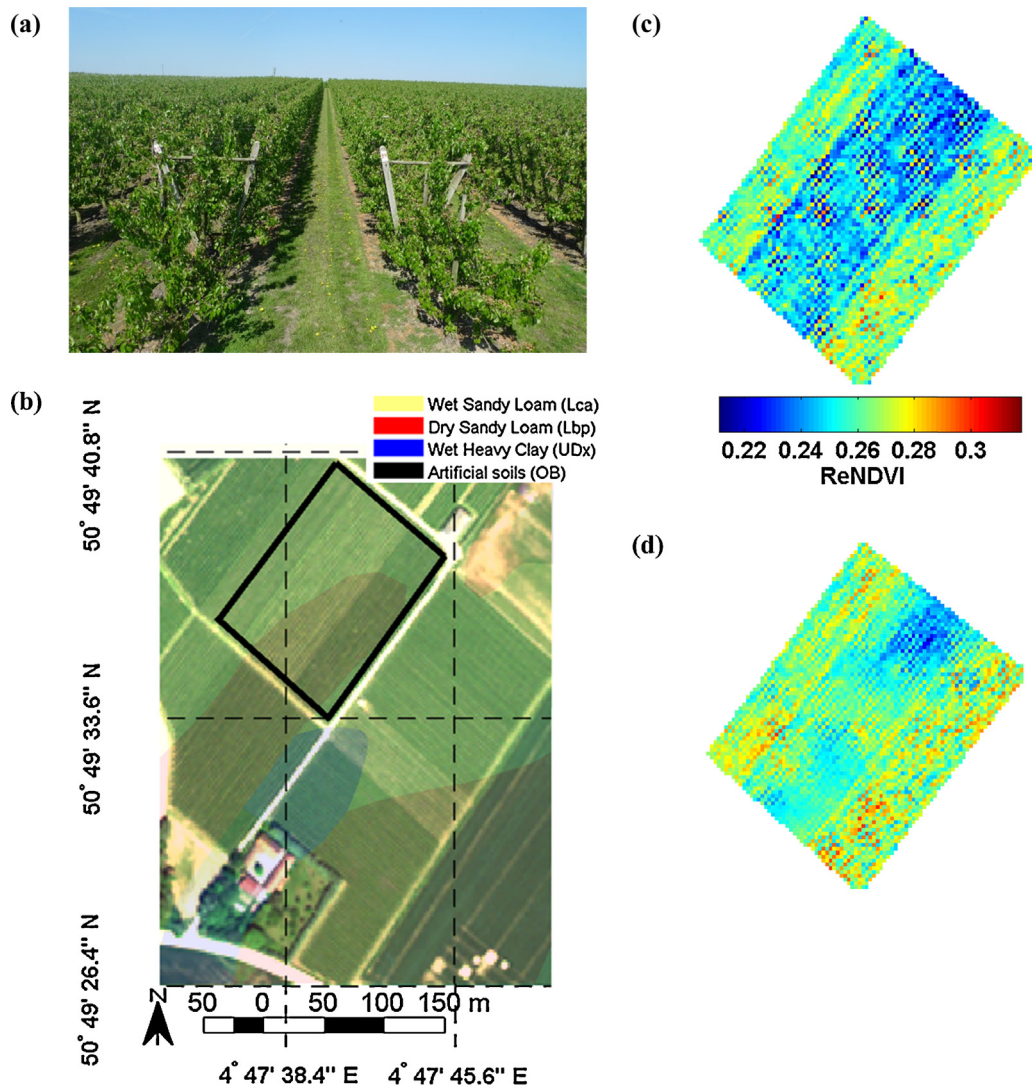 (a)
(c)
(b)
Wet Sandy Loam (Lca)
Dry Sandy Loam (Lbp)
Wet Heavy Clay (UDx)
Artificial soils (OB)
50° 49' 40.8" N
50° 49' 33.6" N
50° 49' 26.4" N
N
50 0 50 100 150 m
4° 47' 38.4" E 4° 47' 45.6" E
0.22 0.24 0.26 0.28 0.3
ReNDVI
(d)